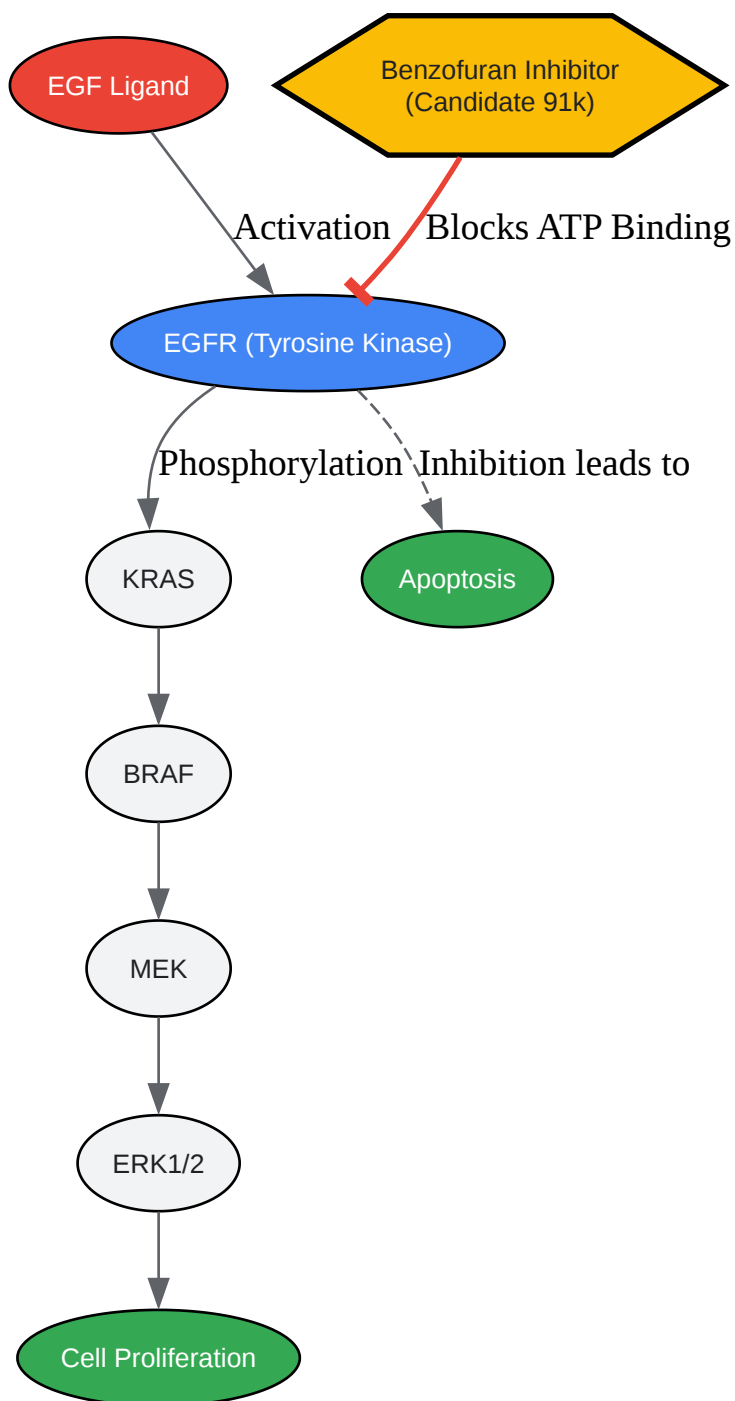 EGF Ligand
Benzofuran Inhibitor
(Candidate 91k)
Activation
Blocks ATP Binding
EGFR (Tyrosine Kinase)
Phosphorylation
Inhibition leads to
KRAS
Apoptosis
BRAF
MEK
ERK1/2
Cell Proliferation